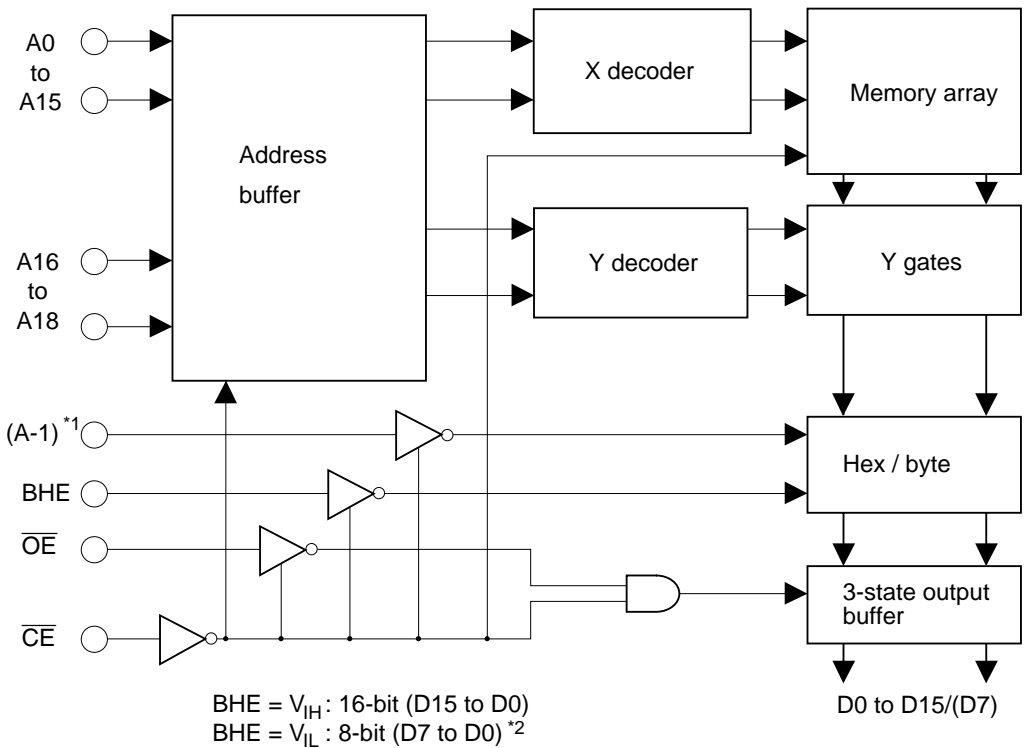 A0
to
A15
A16
to
A18
(A-1) *1
BHE
OE
CE
Address
buffer
X decoder
Y decoder
Memory array
Y gates
Hex / byte
3-state output
buffer
D0 to D15/(D7)
BHE = VIH : 16-bit (D15 to D0)
BHE = VIL : 8-bit (D7 to D0) *2